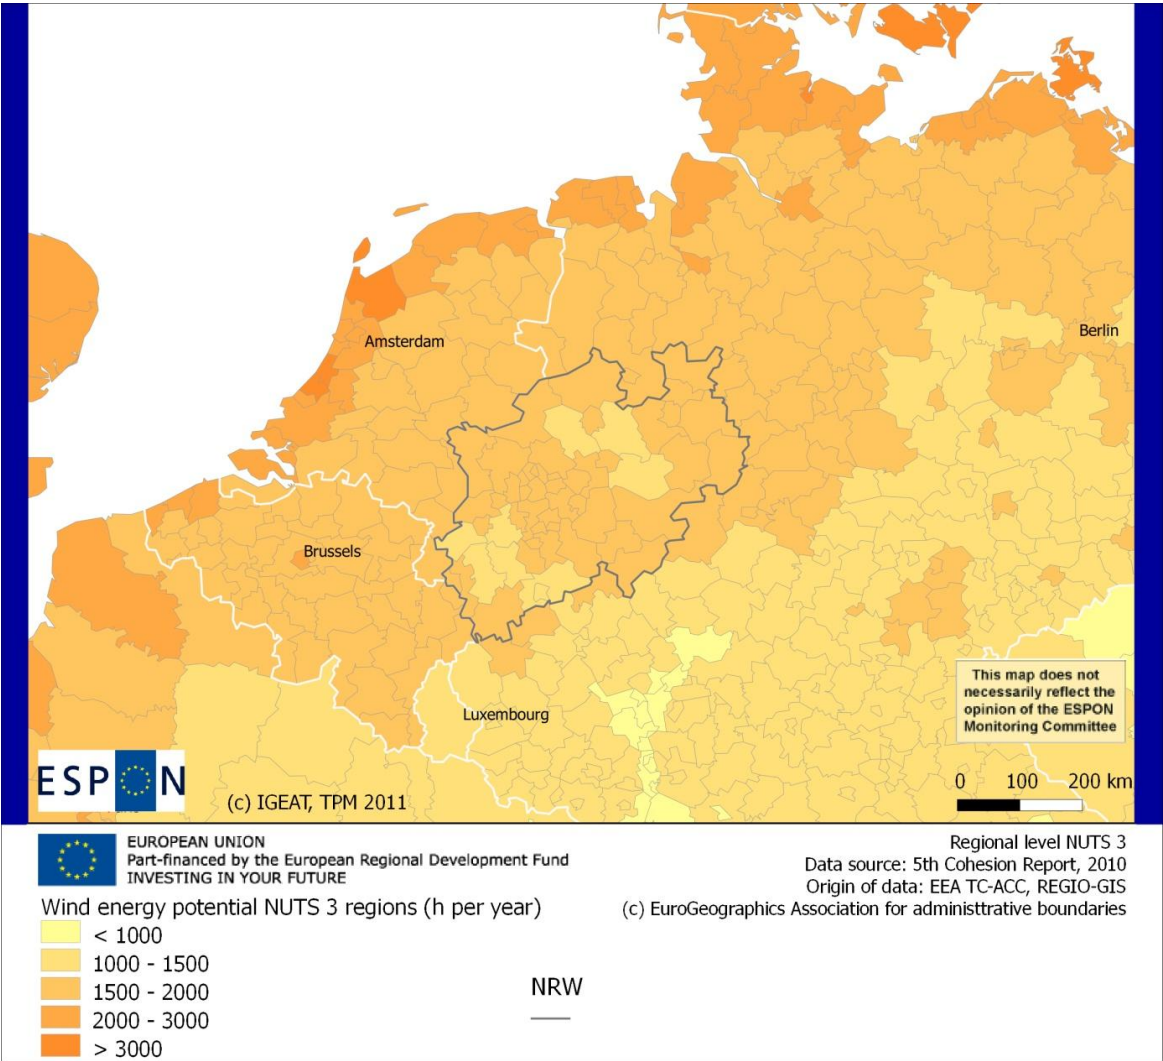 Amsterdam
Berlin
Brussels
Luxembourg
This map does not
necessarily reflect the
opinion of the ESPON
Monitoring Committee
ESPON
(c) IGEAT, TPM 2011
0 100 200 km
EUROPEAN UNION
Part-financed by the European Regional Development Fund
INVESTING IN YOUR FUTURE
Regional level NUTS 3
Data source: 5th Cohesion Report, 2010
Origin of data: EEA TC-ACC, REGIO-GIS
(c) EuroGeographics Association for administtrative boundaries
Wind energy potential NUTS 3 regions (h per year)
< 1000
1000 - 1500
1500 - 2000
2000 - 3000
> 3000
NRW